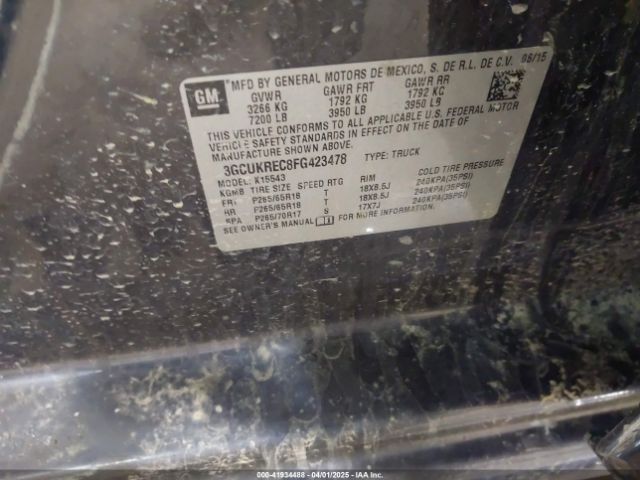 GM
MFD BY GENERAL MOTORS DE MEXICO, S. DE R.L. DE C.V. 06/15
GVWR GAWR FRT GAWR RR
3266 KG 1792 KG 1792 KG
7200 LB 3950 LB 3950 LB
THIS VEHICLE CONFORMS TO ALL APPLICABLE U.S. FEDERAL MOTOR
VEHICLE SAFETY STANDARDS IN EFFECT ON THE DATE OF
MANUFACTURE SHOWN ABOVE.
3GCUKREC8FG423478 TYPE: TRUCK
MODEL: K15543
TIRE SIZE SPEED RTG RIM COLD TIRE PRESSURE
FRT P265/65R18 T 18X8.5J 240KPA(35PSI)
RR P265/65R18 T 18X8.5J 240KPA(35PSI)
SPA P265/70R17 S 17X7J 240KPA(35PSI)
SEE OWNER'S MANUAL FOR MORE INFORMATION.
000-41934488 - 04/01/2025 - IAAI.com